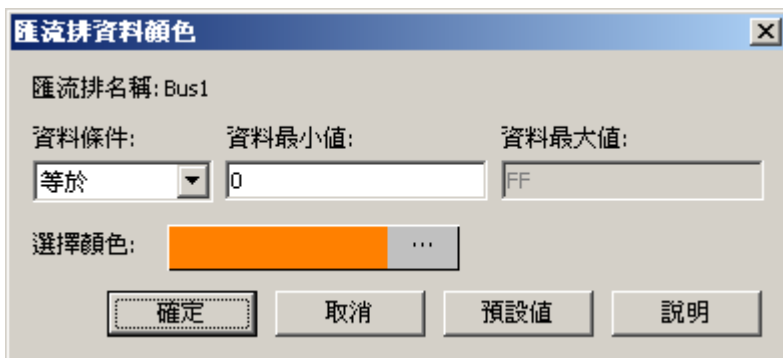 匯流排資料顏色
匯流排名稱: Bus1
資料條件: 資料最小值: 資料最大值:
等於 0 FF
選擇顏色: ...
確定 取消 預設值 說明